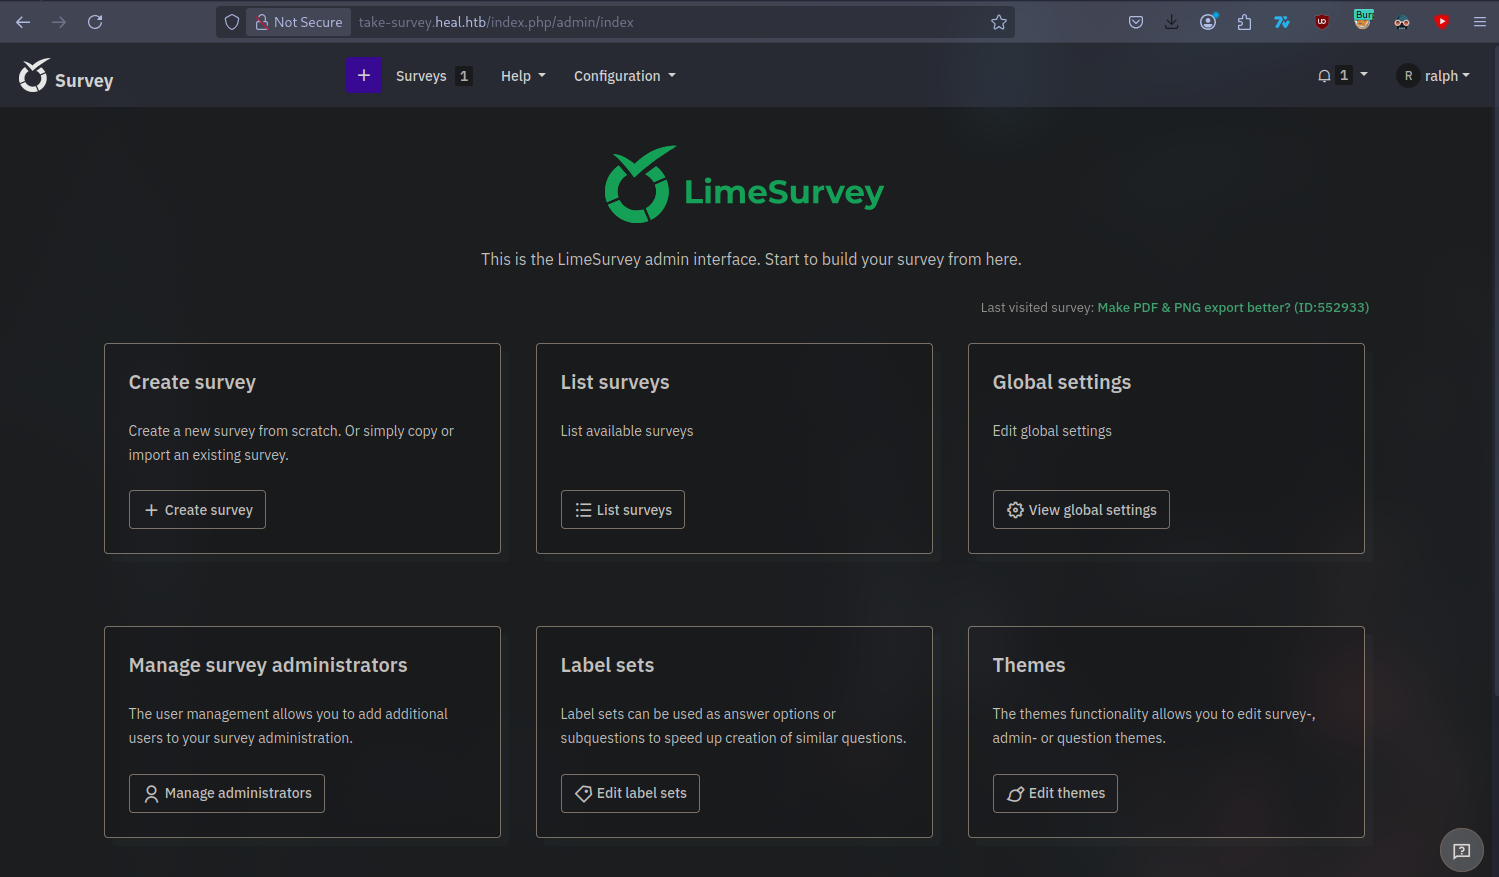 Not Secure take-survey.heal.htb/index.php/admin/index
Survey
+ Surveys 1 Help Configuration
1 R ralph
LimeSurvey
This is the LimeSurvey admin interface. Start to build your survey from here.
Last visited survey: Make PDF & PNG export better? (ID:552933)
Create survey
Create a new survey from scratch. Or simply copy or
import an existing survey.
+ Create survey
List surveys
List available surveys
List surveys
Global settings
Edit global settings
View global settings
Manage survey administrators
The user management allows you to add additional
users to your survey administration.
Manage administrators
Label sets
Label sets can be used as answer options or
subquestions to speed up creation of similar questions.
Edit label sets
Themes
The themes functionality allows you to edit survey-,
admin- or question themes.
Edit themes